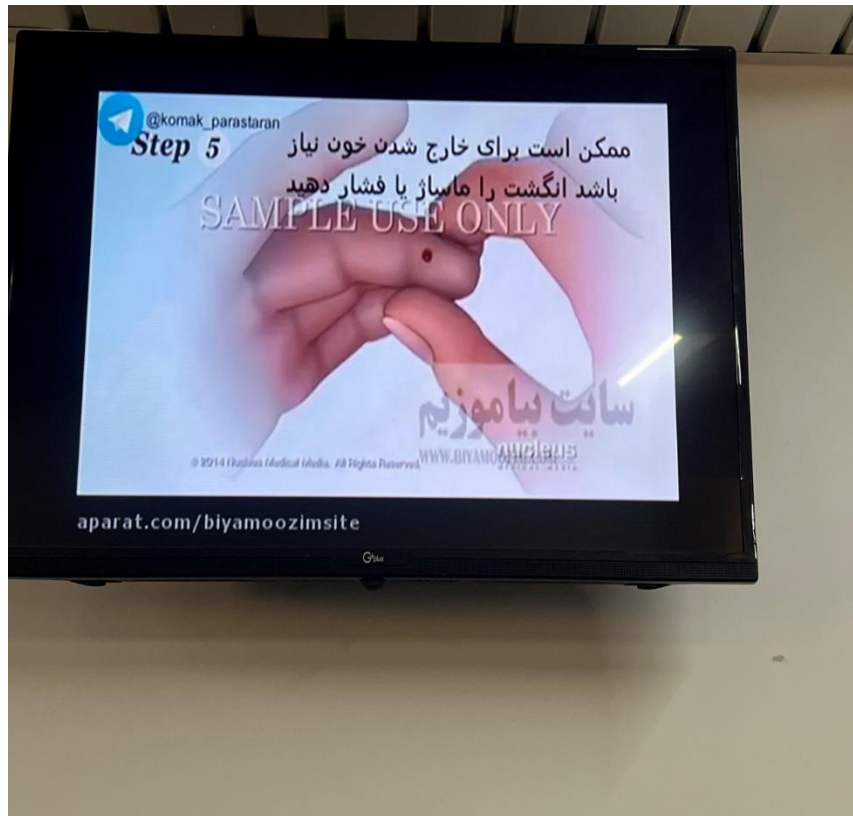 @komak_parastaran
Step 5
ممکن است برای خارج شدن خون نیاز
باشد انگشت را ماساژ یا فشار دهید
SAMPLE USE ONLY
سایت بیاموزیم
© 2014 Nucleus Medical Media. All Rights Reserved.
nucleus
aparat.com/biyamoozimsite
Gplus